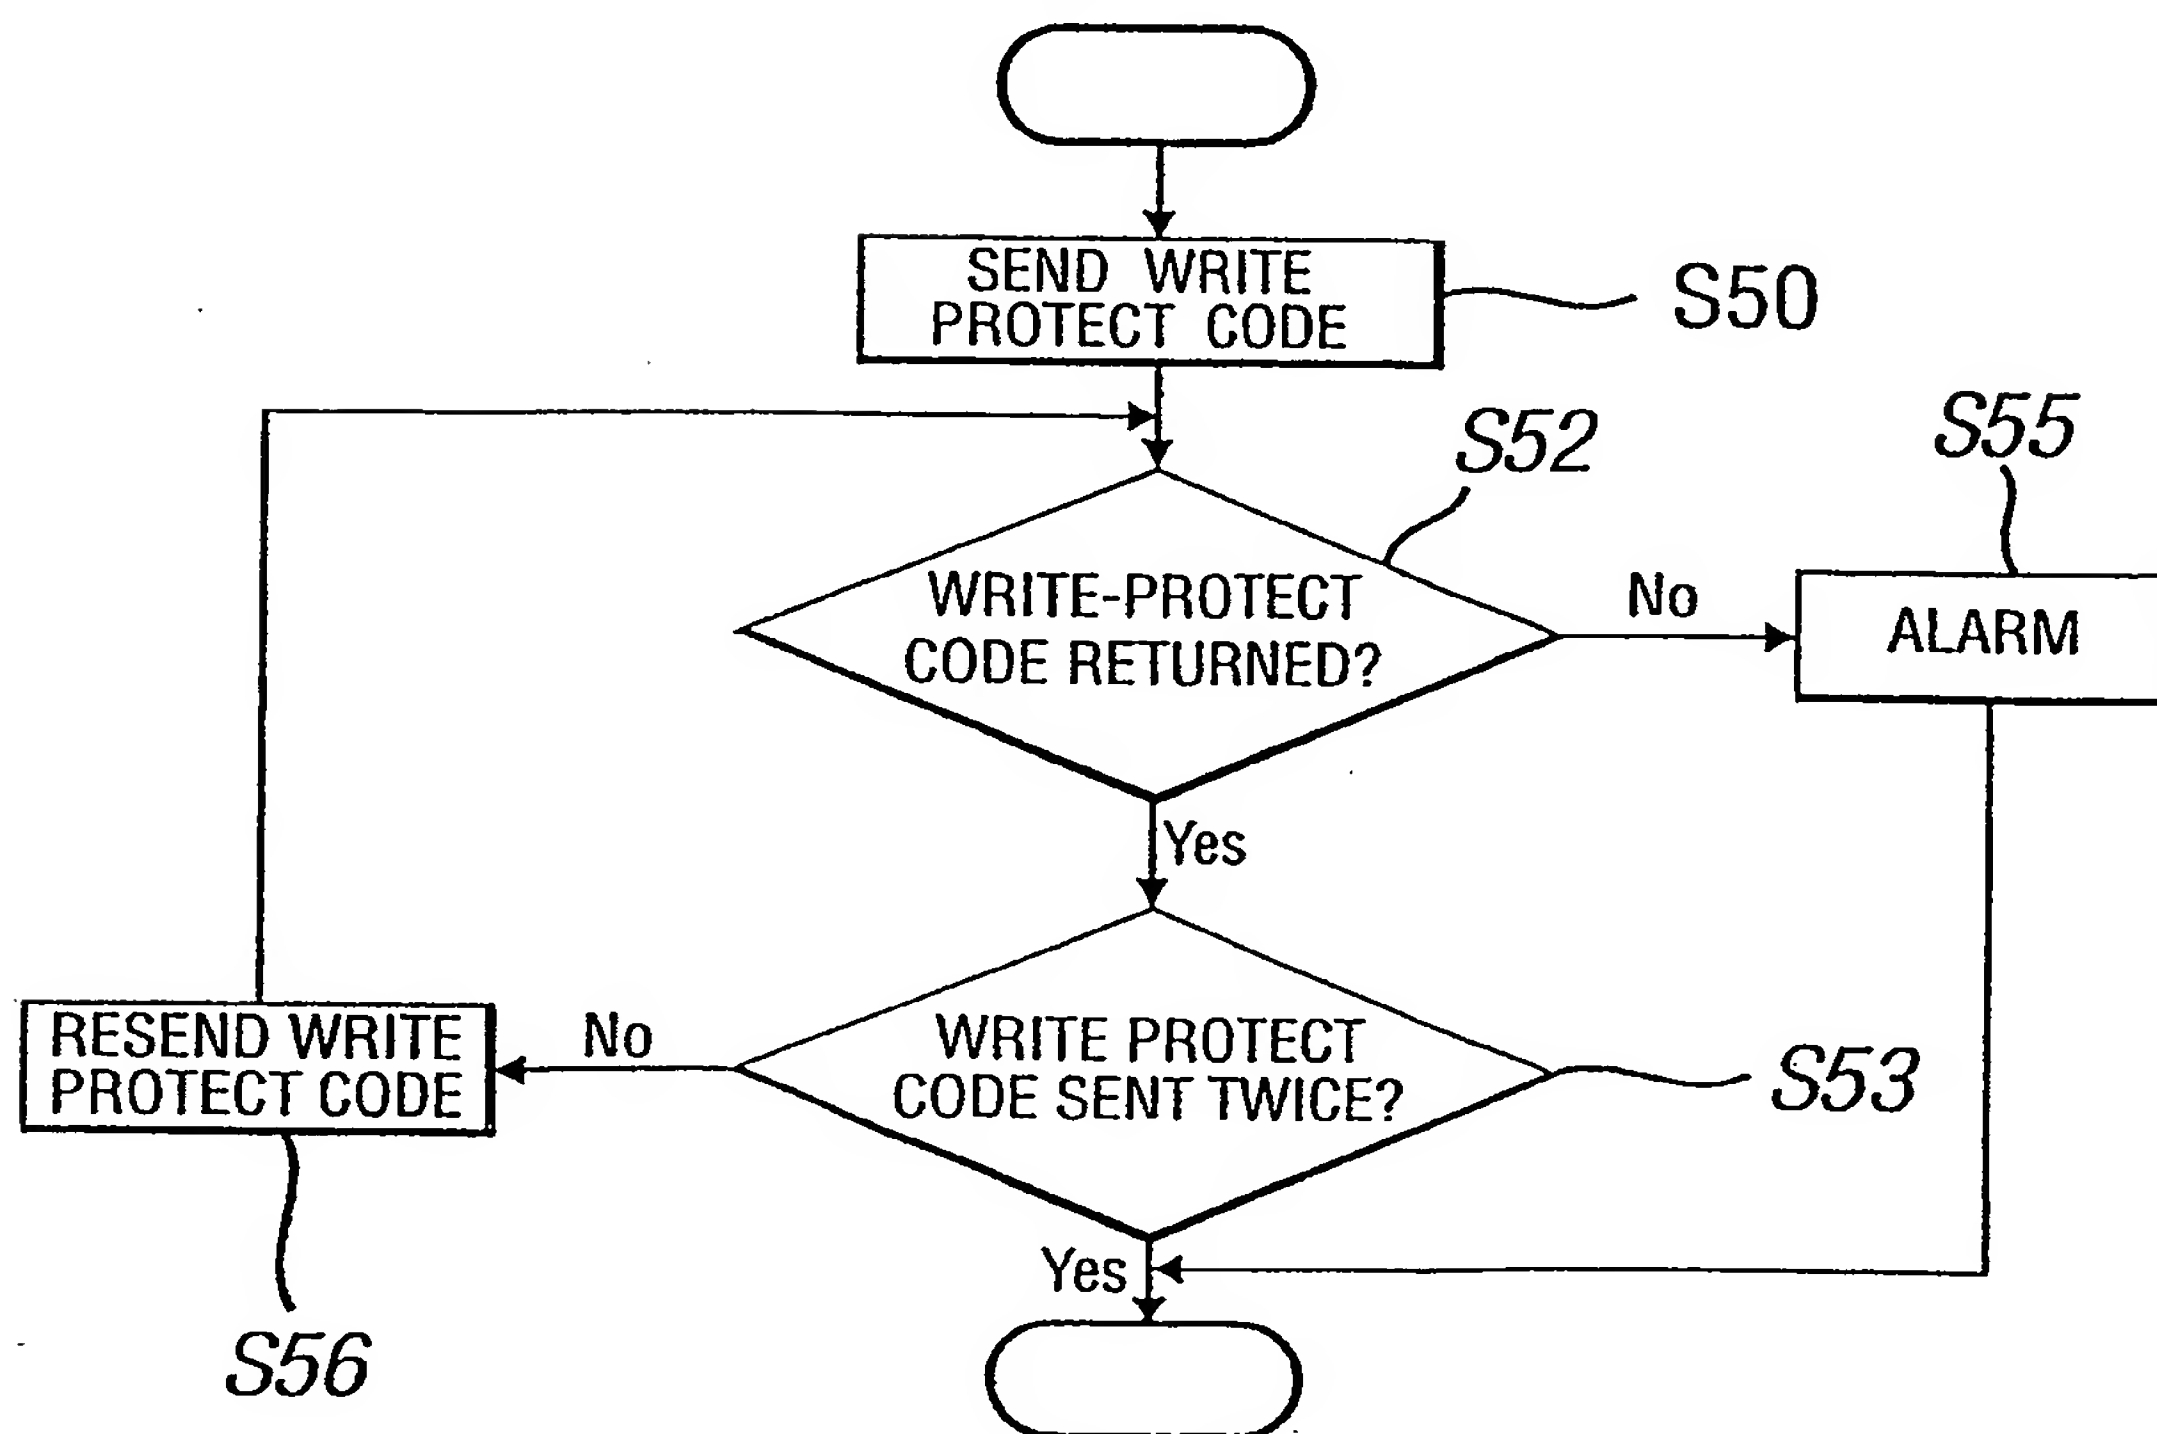 SEND WRITE
PROTECT CODE
S50
S52
S55
WRITE-PROTECT
CODE RETURNED?
No
ALARM
Yes
RESEND WRITE
PROTECT CODE
No
WRITE PROTECT
CODE SENT TWICE?
S53
Yes
S56